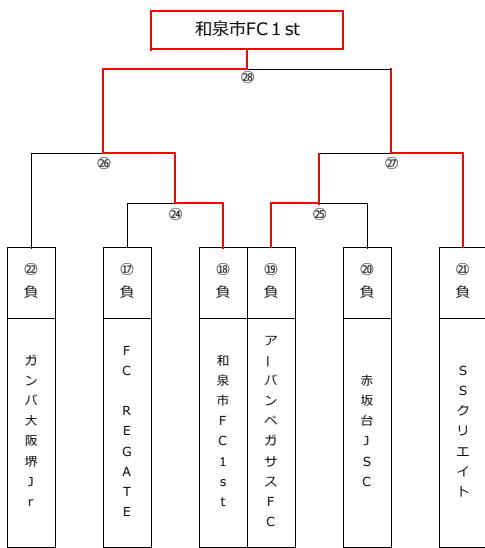 和泉市FC１st
㉘
㉖
㉗
㉔
㉕
㉒
負
⑰
負
⑱
負
⑲
負
⑳
負
㉑
負
ガンバ大阪堺Jr
FC REGATE
和泉市FC1st
アーバンペガサスFC
赤坂台JSC
SSクリエイト